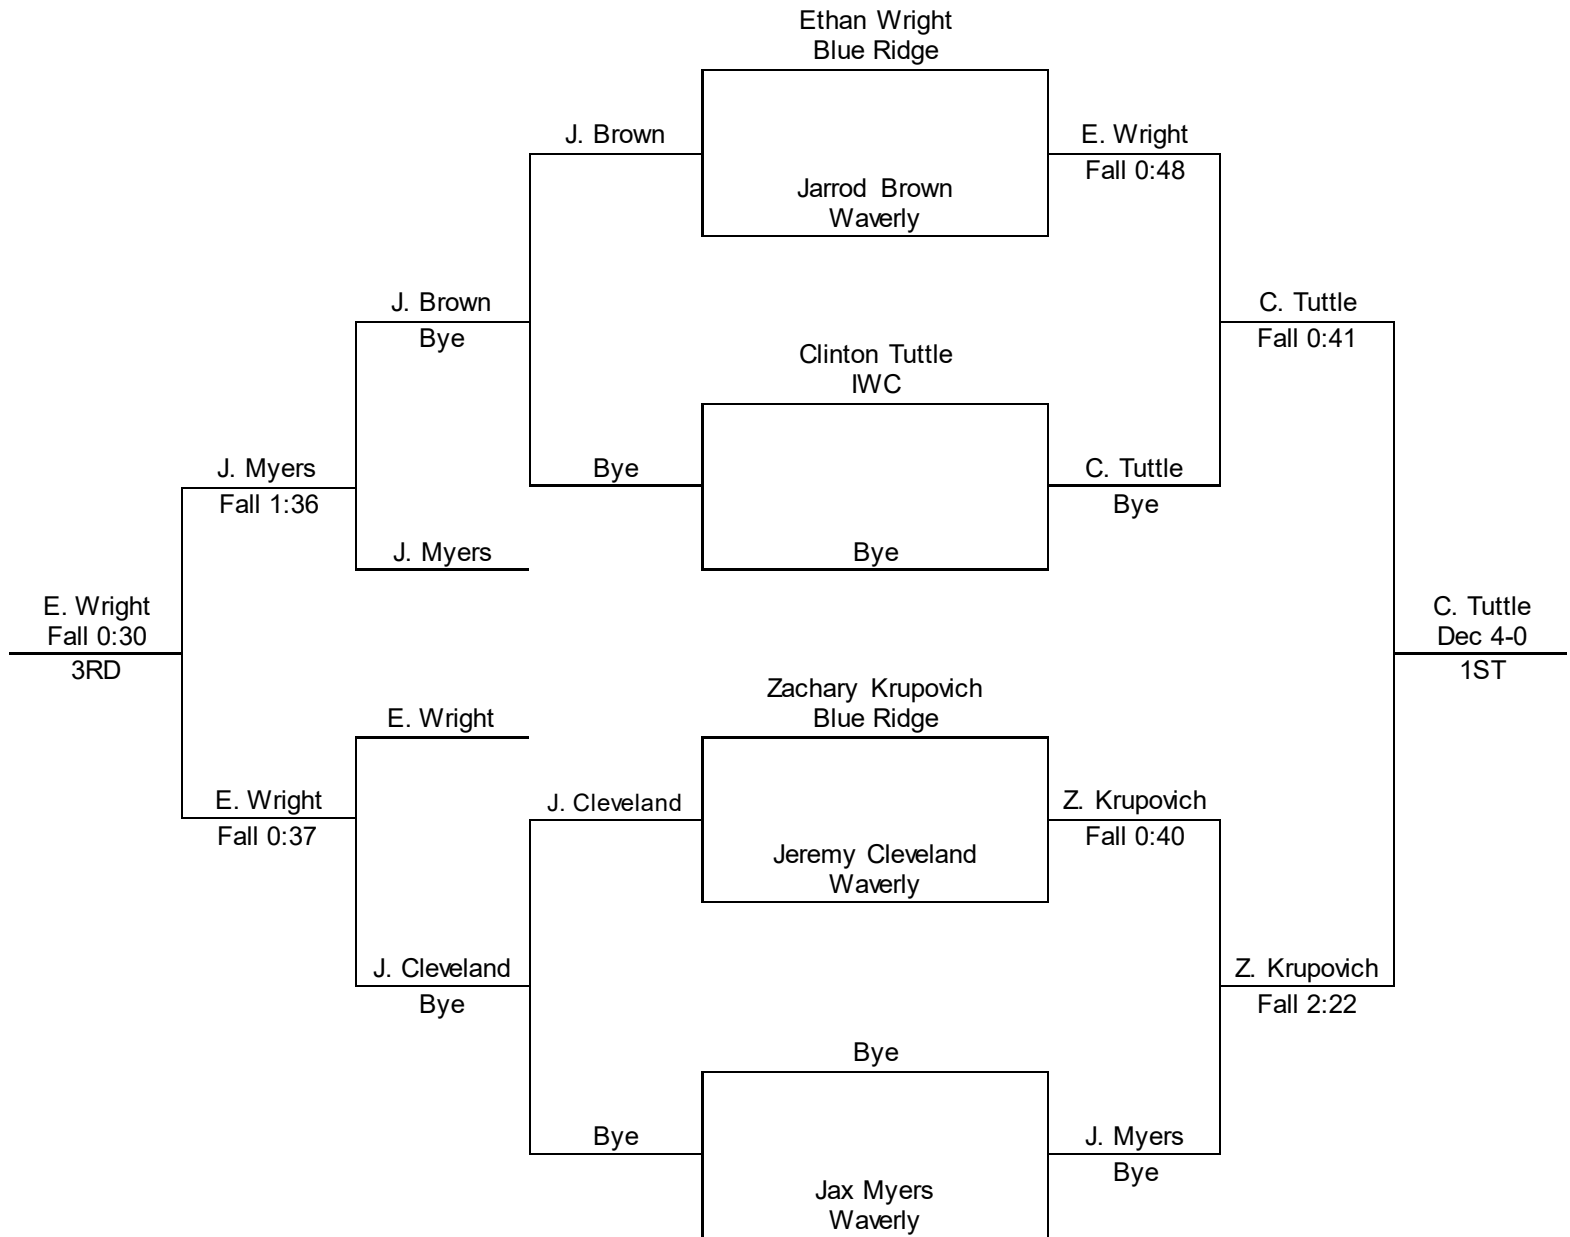 Ethan Wright
Blue Ridge
J. Brown
E. Wright
Fall 0:48
Jarrod Brown
Waverly
J. Brown
Bye
C. Tuttle
Fall 0:41
Clinton Tuttle
IWC
J. Myers
Fall 1:36
Bye
C. Tuttle
Bye
J. Myers
Bye
E. Wright
Fall 0:30
3RD
C. Tuttle
Dec 4-0
1ST
Zachary Krupovich
Blue Ridge
E. Wright
E. Wright
Fall 0:37
J. Cleveland
Z. Krupovich
Fall 0:40
Jeremy Cleveland
Waverly
J. Cleveland
Bye
Z. Krupovich
Fall 2:22
Bye
Bye
J. Myers
Bye
Jax Myers
Waverly